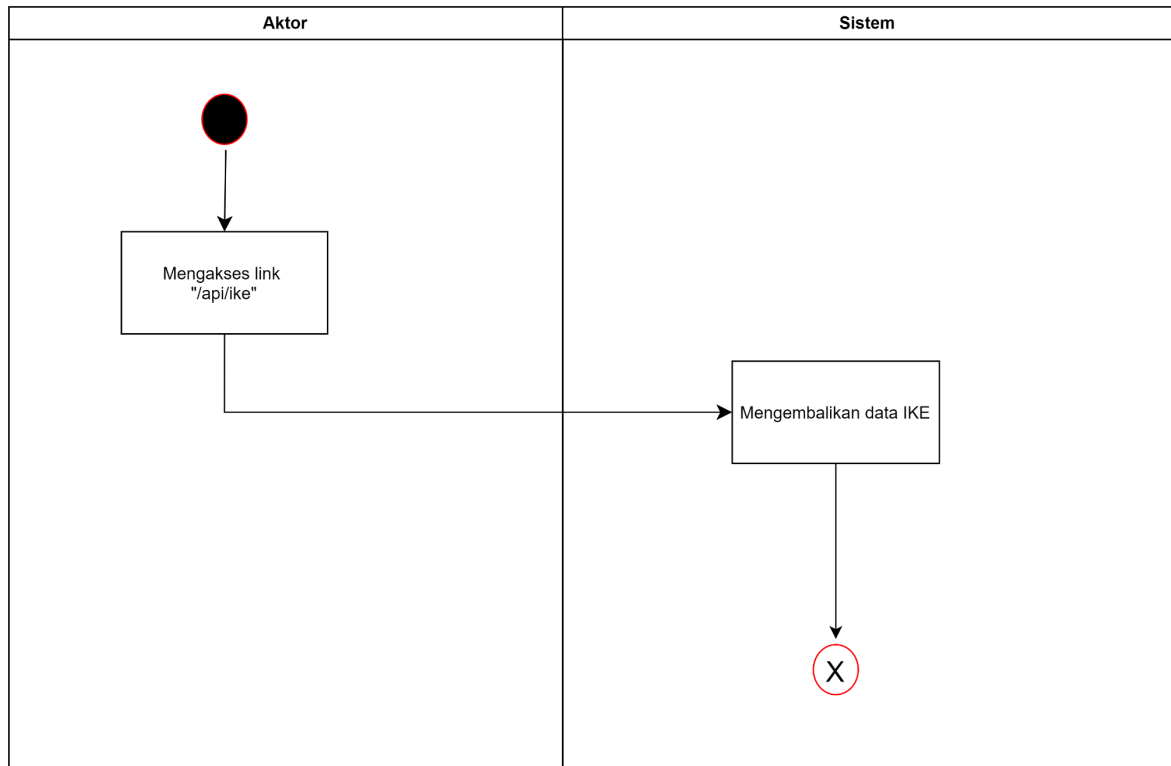 Aktor
Sistem
Mengakses link
"/api/ike"
Mengembalikan data IKE
X